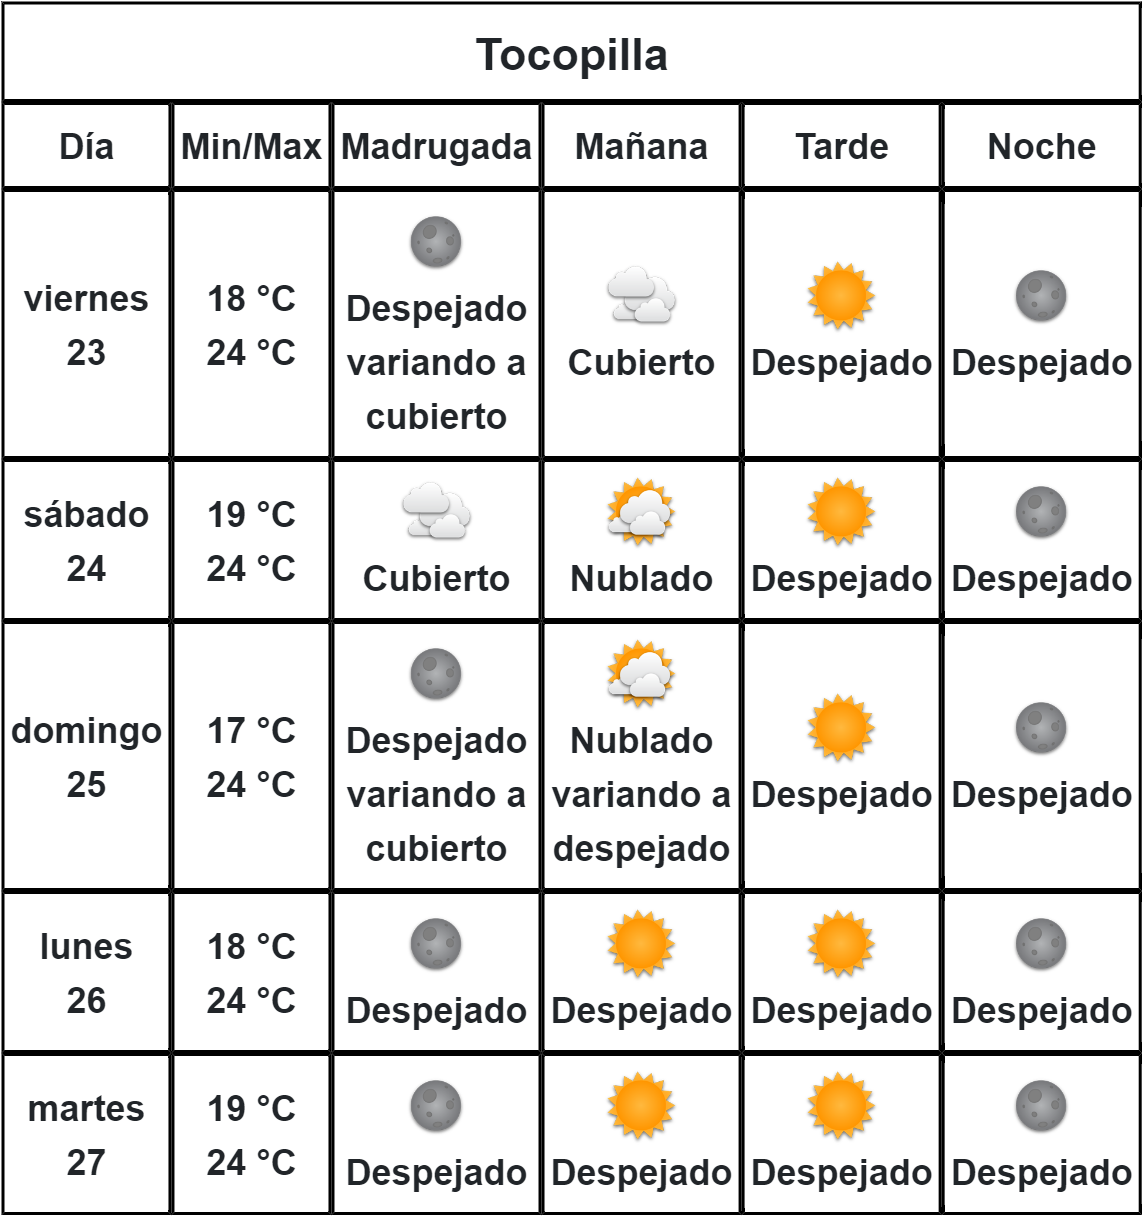 Tocopilla
Día Min/Max Madrugada Mañana Tarde Noche
viernes
23
18 °C
24 °C
Despejado
variando a
cubierto
Cubierto
Despejado
Despejado
sábado
24
19 °C
24 °C
Cubierto
Nublado
Despejado
Despejado
domingo
25
17 °C
24 °C
Despejado
variando a
cubierto
Nublado
variando a
despejado
Despejado
Despejado
lunes
26
18 °C
24 °C
Despejado
Despejado
Despejado
Despejado
martes
27
19 °C
24 °C
Despejado
Despejado
Despejado
Despejado